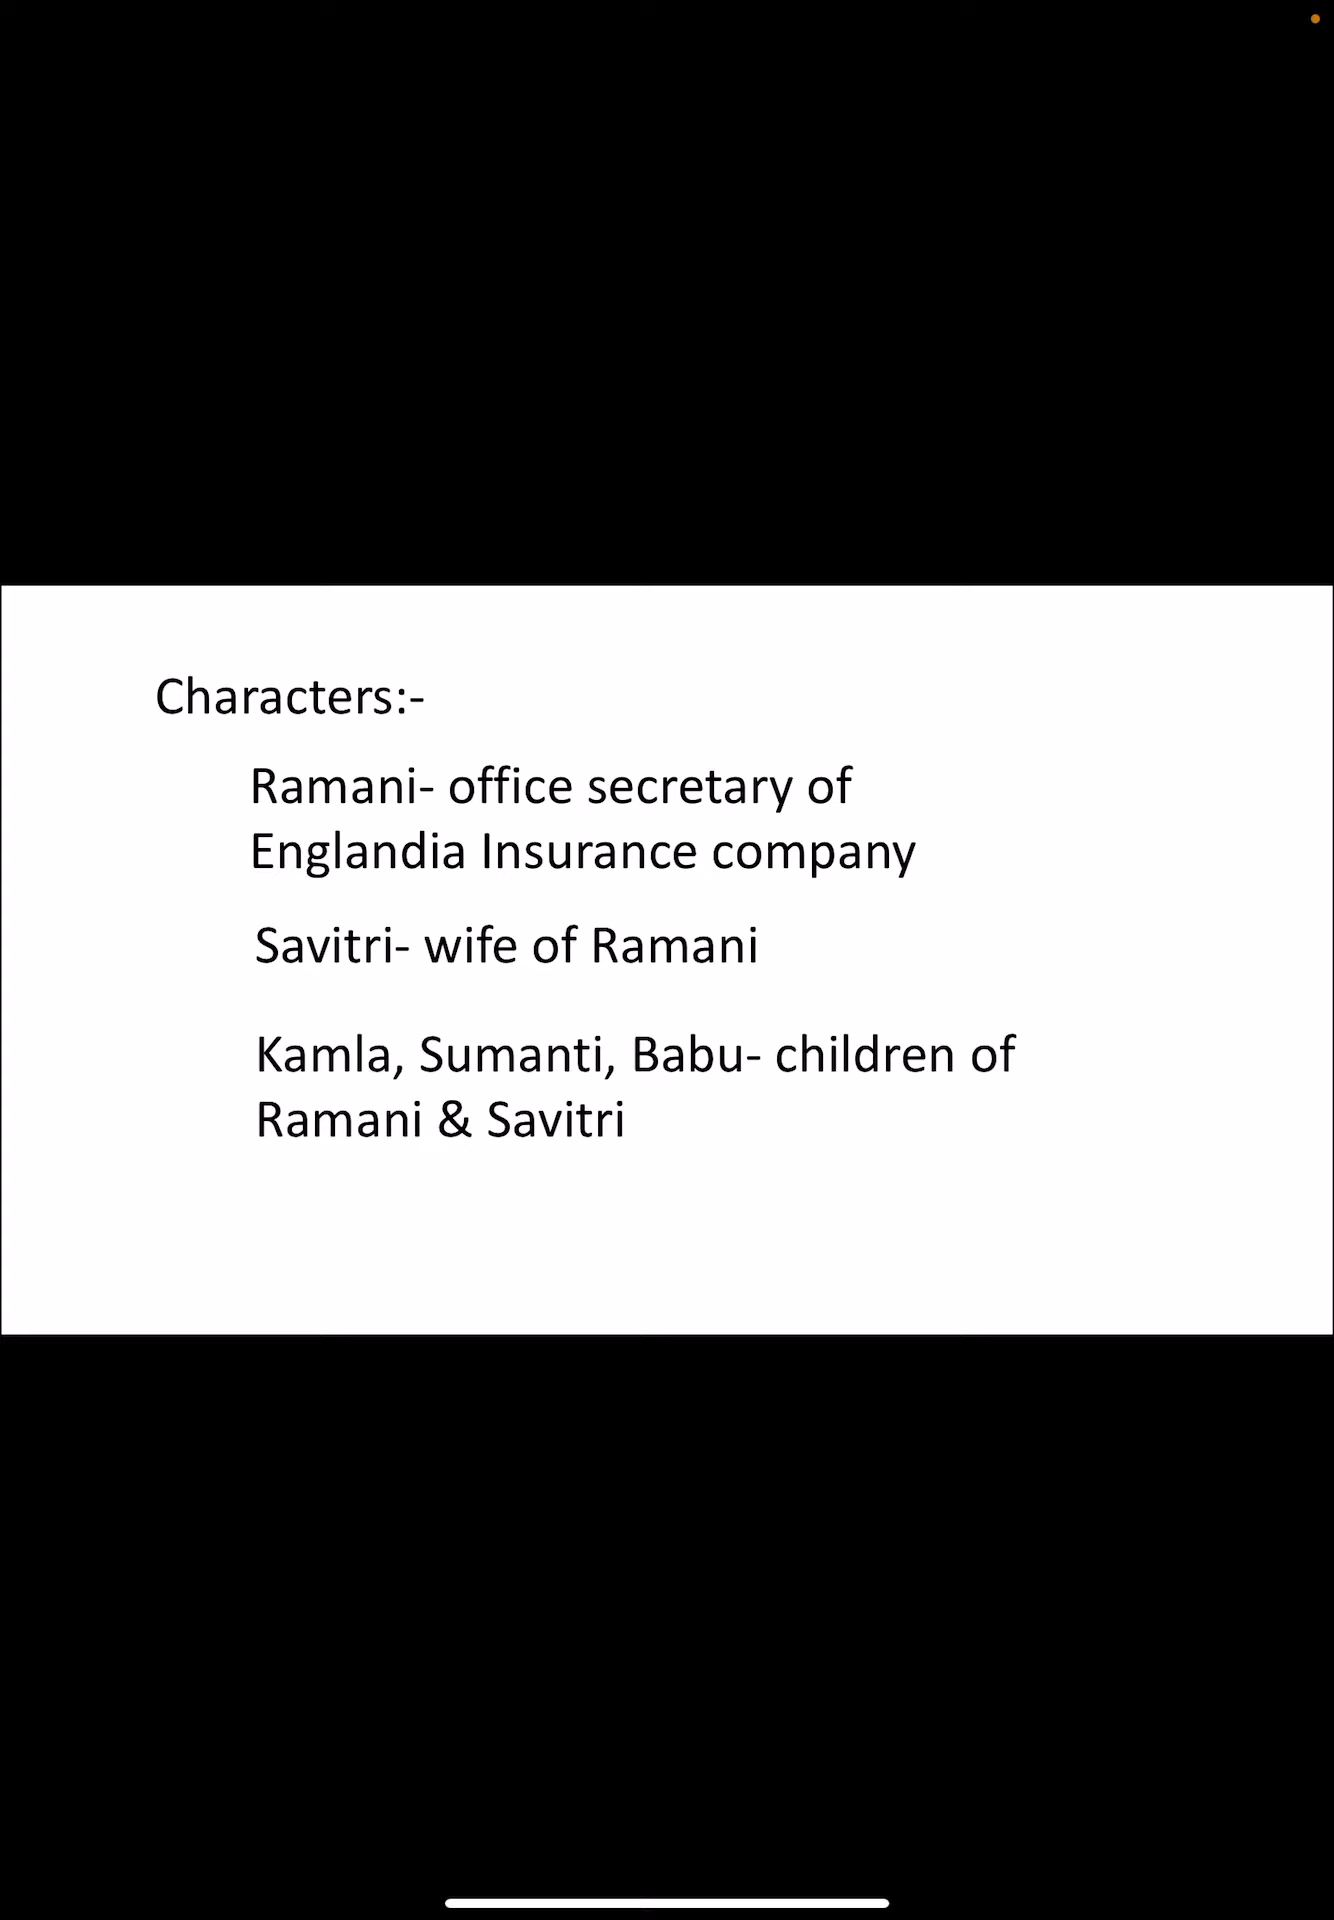 Characters:-
Ramani- office secretary of
Englandia Insurance company
Savitri- wife of Ramani
Kamla, Sumanti, Babu- children of
Ramani & Savitri